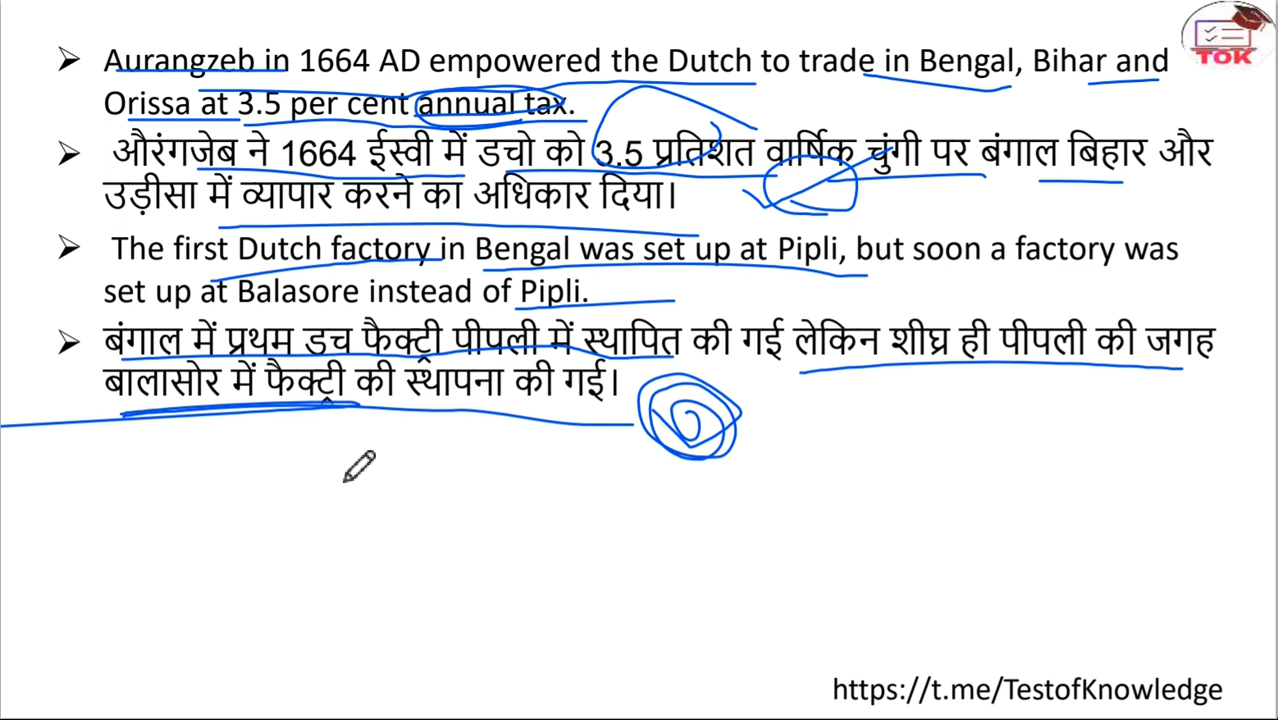 TOK
➢ Aurangzeb in 1664 AD empowered the Dutch to trade in Bengal, Bihar and
Orissa at 3.5 per cent annual tax.
➢ औरंगजेब ने 1664 ईस्वी में डचो को 3.5 प्रतिशत वार्षिक चुंगी पर बंगाल बिहार और
उड़ीसा में व्यापार करने का अधिकार दिया।
➢ The first Dutch factory in Bengal was set up at Pipli, but soon a factory was
set up at Balasore instead of Pipli.
➢ बंगाल में प्रथम डच फैक्ट्री पीपली में स्थापित की गई लेकिन शीघ्र ही पीपली की जगह
बालासोर में फैक्ट्री की स्थापना की गई।
https://t.me/TestofKnowledge